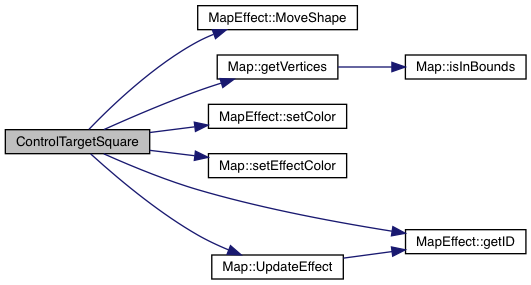 MapEffect::MoveShape
Map::getVertices
Map::isInBounds
MapEffect::setColor
ControlTargetSquare
Map::setEffectColor
MapEffect::getID
Map::UpdateEffect